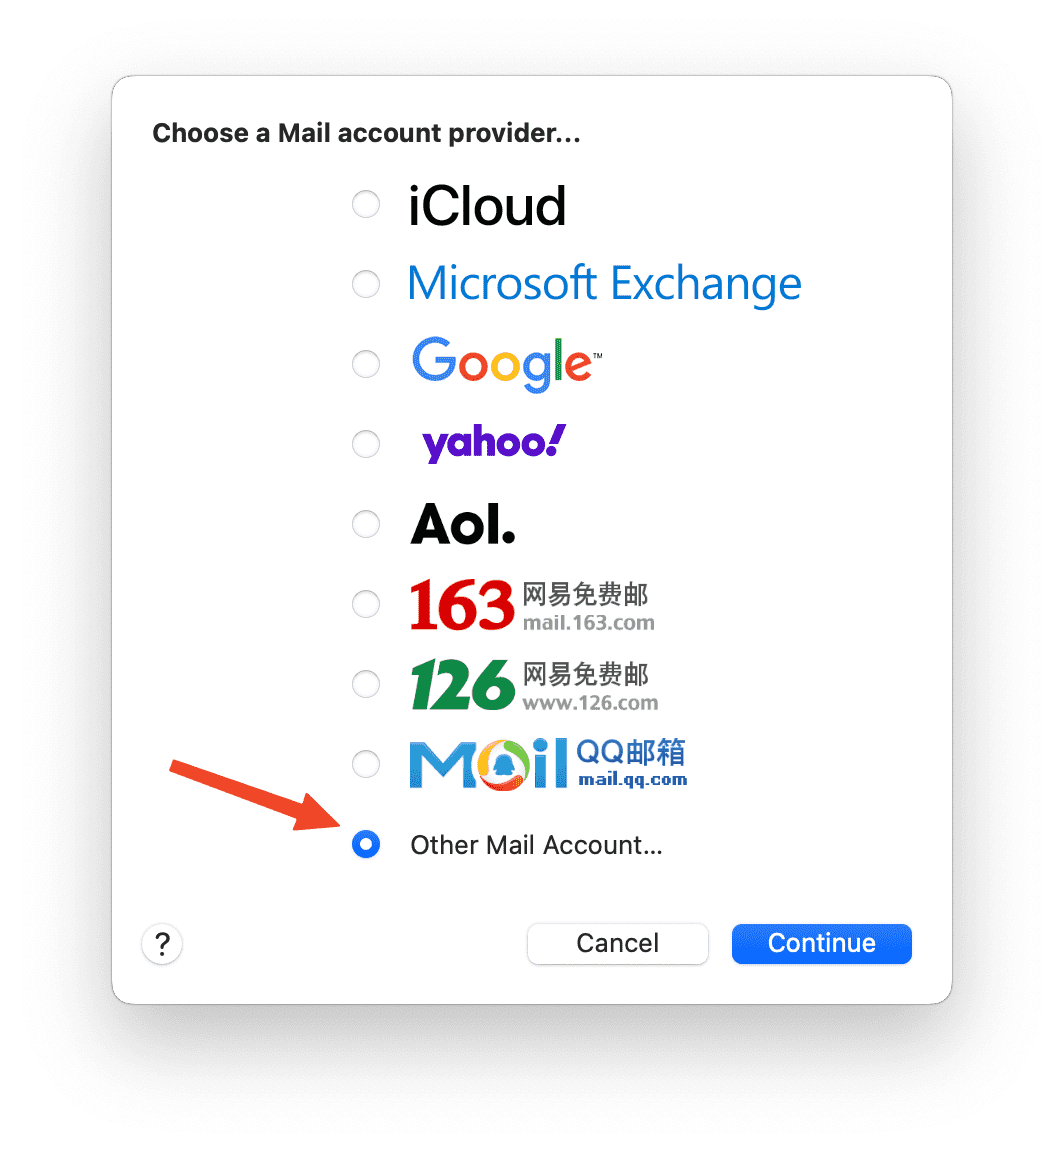 Choose a Mail account provider...
iCloud
Microsoft Exchange
Google™
yahoo!
Aol.
163 网易免费邮
mail.163.com
126 网易免费邮
www.126.com
Mail QQ邮箱
mail.qq.com
Other Mail Account...
? Cancel Continue